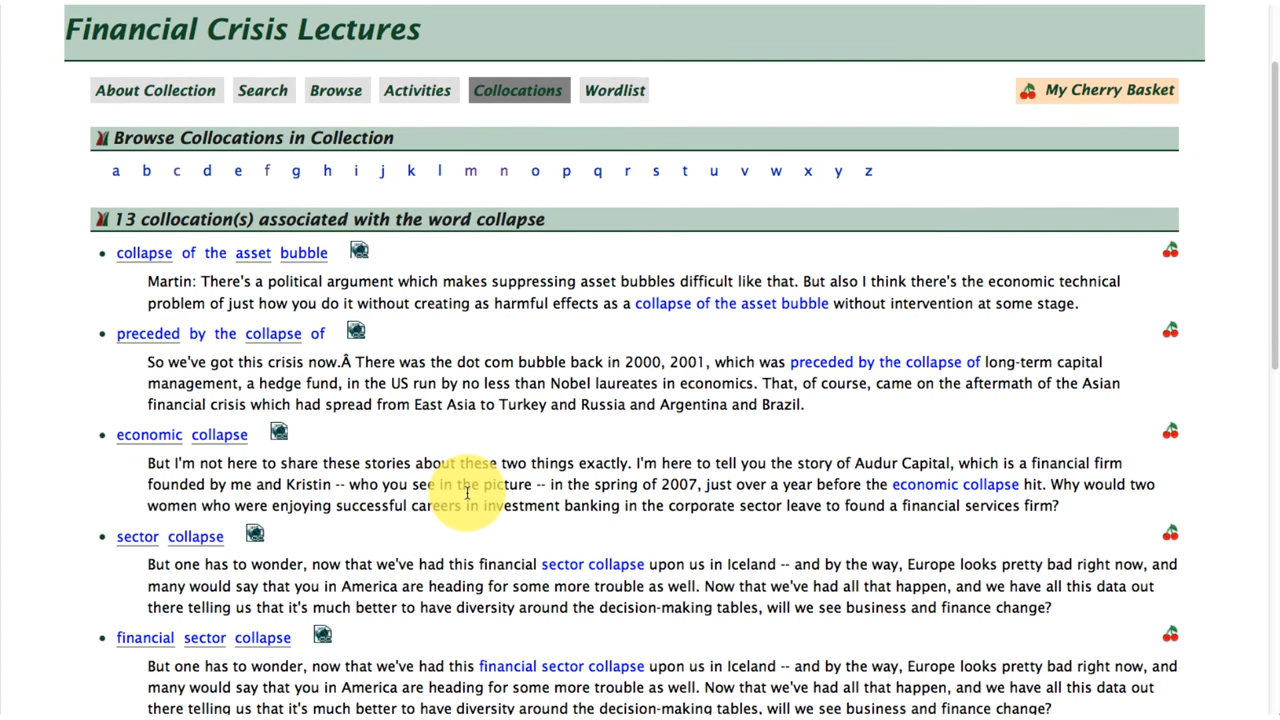 Financial Crisis Lectures
About Collection Search Browse Activities Collocations Wordlist My Cherry Basket
Browse Collocations in Collection
a b c d e f g h i j k l m n o p q r s t u v w x y z
13 collocation(s) associated with the word collapse
collapse of the asset bubble
Martin: There's a political argument which makes suppressing asset bubbles difficult like that. But also I think there's the economic technical
problem of just how you do it without creating as harmful effects as a collapse of the asset bubble without intervention at some stage.
preceded by the collapse of
So we've got this crisis now.Â There was the dot com bubble back in 2000, 2001, which was preceded by the collapse of long-term capital
management, a hedge fund, in the US run by no less than Nobel laureates in economics. That, of course, came on the aftermath of the Asian
financial crisis which had spread from East Asia to Turkey and Russia and Argentina and Brazil.
economic collapse
But I'm not here to share these stories about these two things exactly. I'm here to tell you the story of Audur Capital, which is a financial firm
founded by me and Kristin -- who you see in the picture -- in the spring of 2007, just over a year before the economic collapse hit. Why would two
women who were enjoying successful careers in investment banking in the corporate sector leave to found a financial services firm?
sector collapse
But one has to wonder, now that we've had this financial sector collapse upon us in Iceland -- and by the way, Europe looks pretty bad right now, and
many would say that you in America are heading for some more trouble as well. Now that we've had all that happen, and we have all this data out
there telling us that it's much better to have diversity around the decision-making tables, will we see business and finance change?
financial sector collapse
But one has to wonder, now that we've had this financial sector collapse upon us in Iceland -- and by the way, Europe looks pretty bad right now, and
many would say that you in America are heading for some more trouble as well. Now that we've had all that happen, and we have all this data out
there telling us that it's much better to have diversity around the decision-making tables, will we see business and finance change?